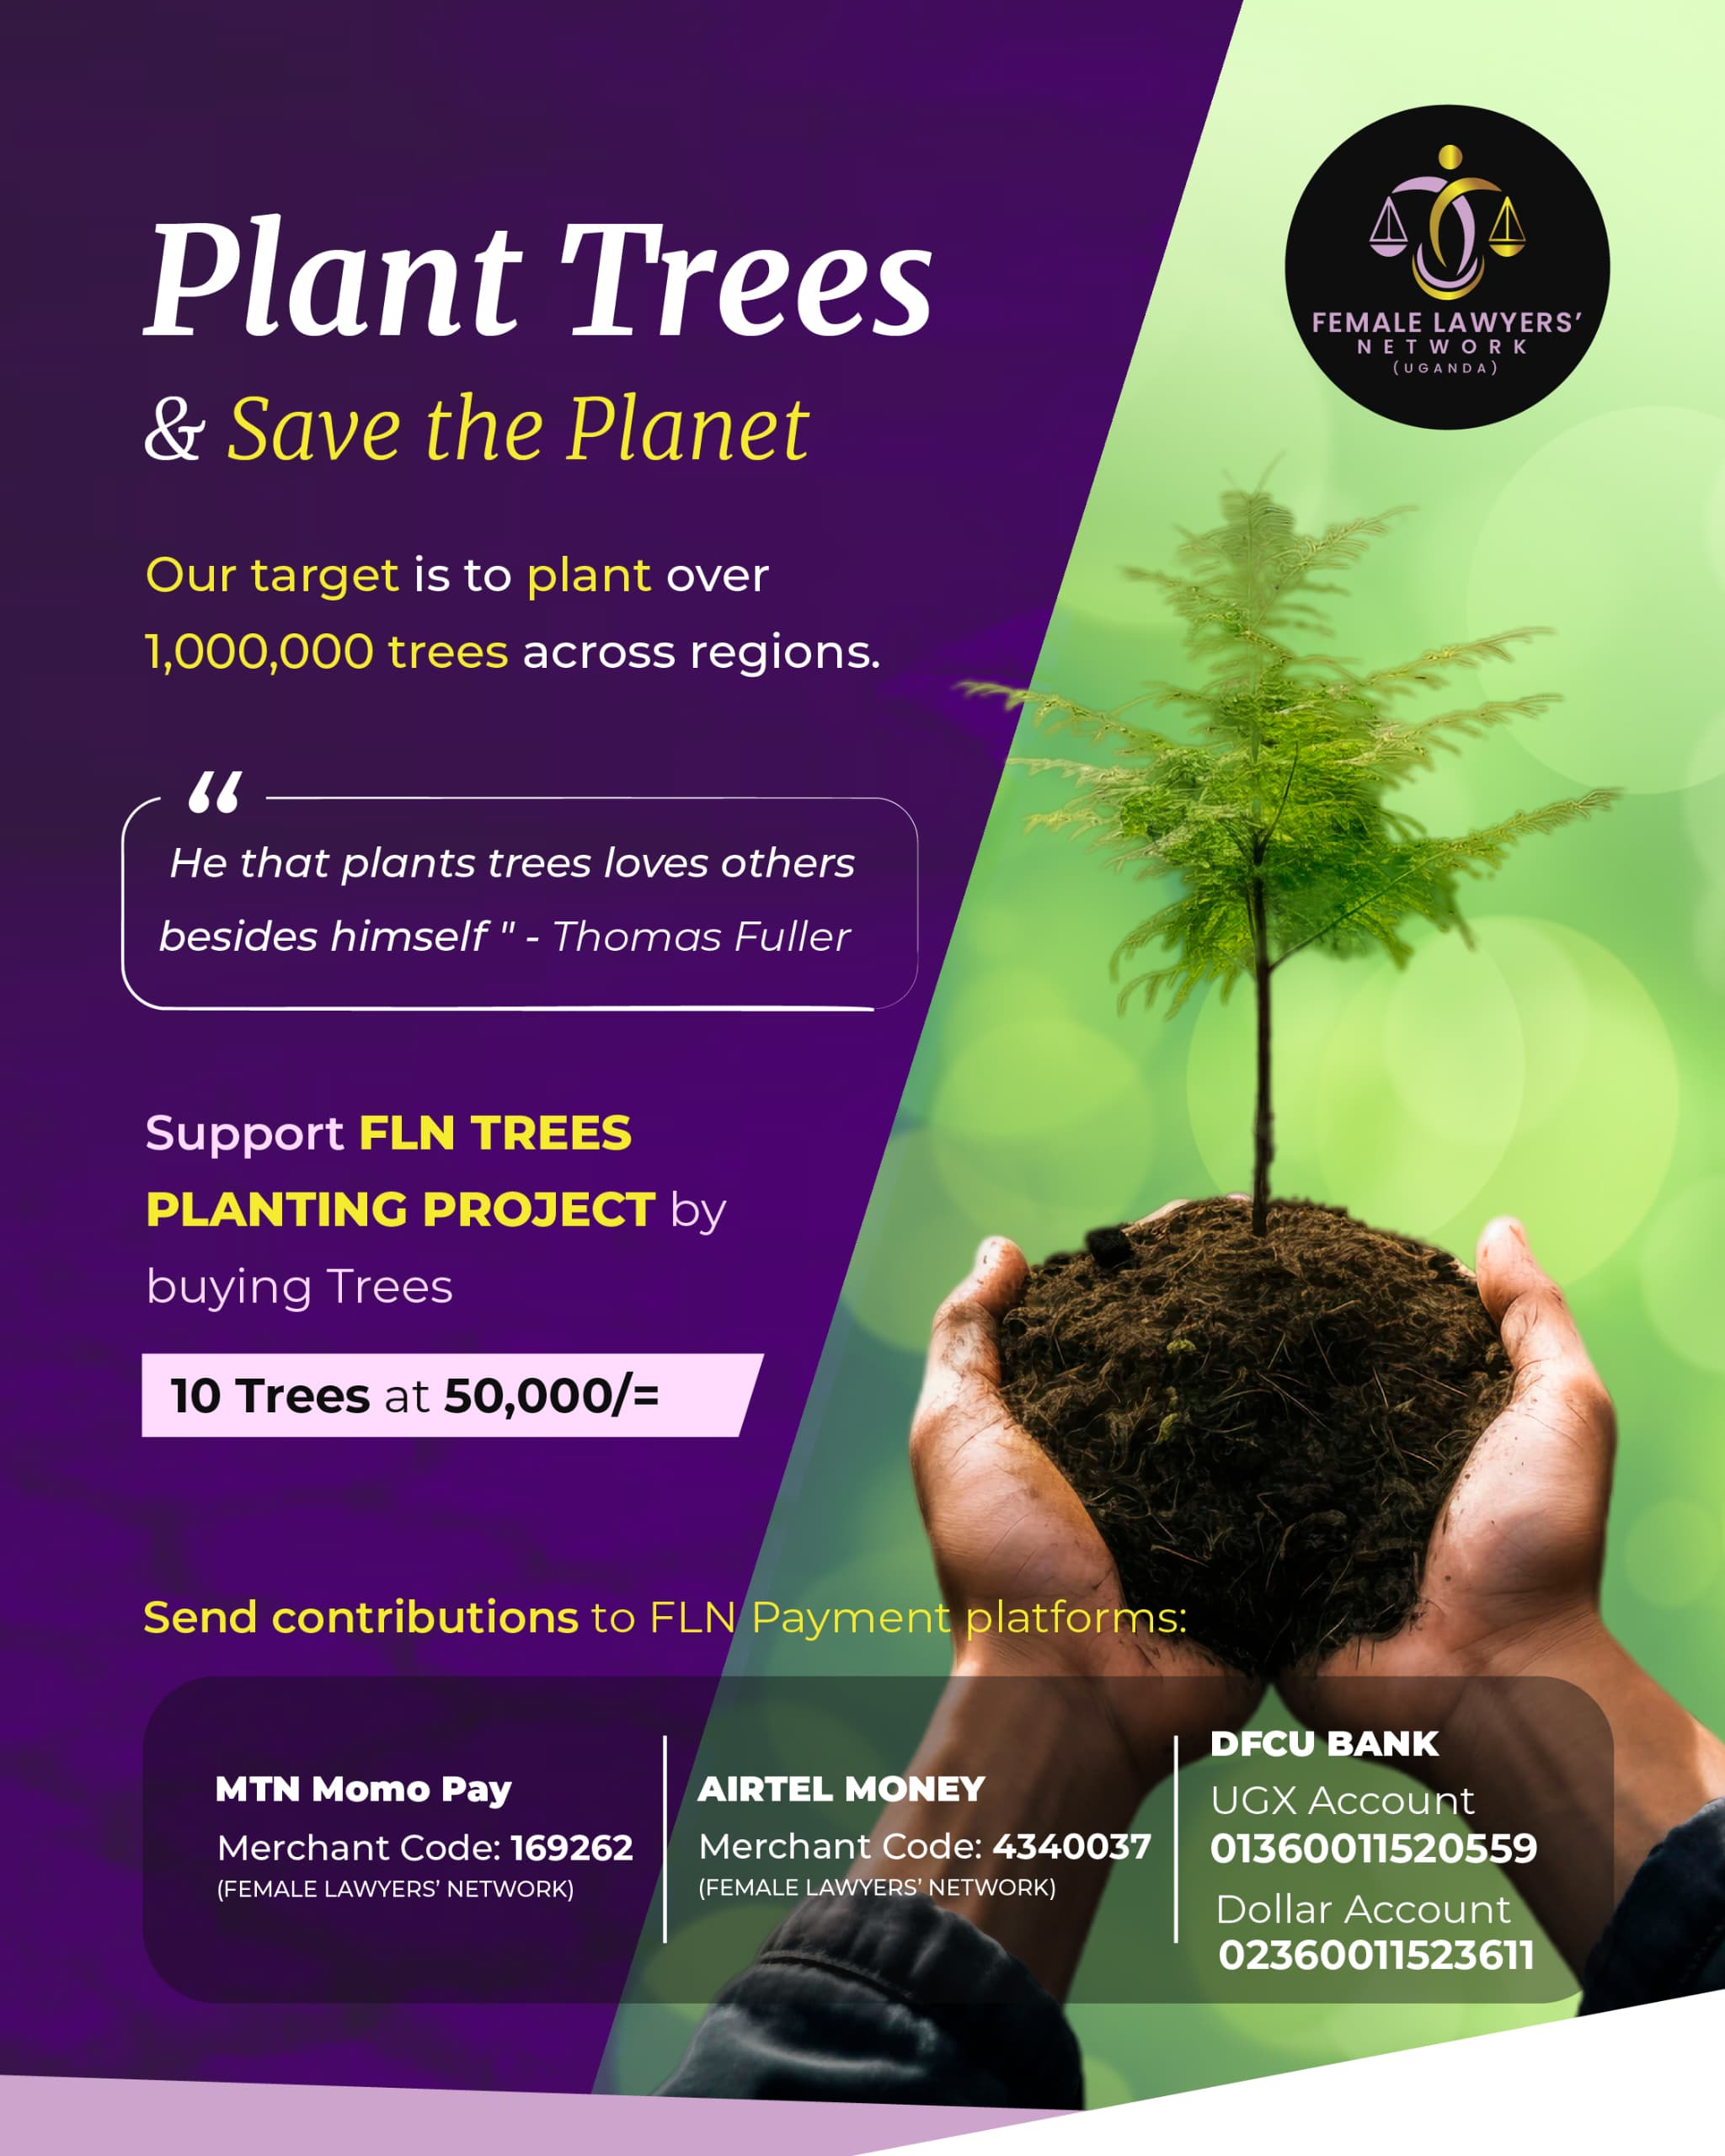 FEMALE LAWYERS’
NETWORK
(UGANDA)
Plant Trees
& Save the Planet
Our target is to plant over
1,000,000 trees across regions.
“
He that plants trees loves others
besides himself " - Thomas Fuller
Support FLN TREES
PLANTING PROJECT by
buying Trees
10 Trees at 50,000/=
Send contributions to FLN Payment platforms:
MTN Momo Pay
Merchant Code: 169262
(FEMALE LAWYERS’ NETWORK)
AIRTEL MONEY
Merchant Code: 4340037
(FEMALE LAWYERS’ NETWORK)
DFCU BANK
UGX Account
01360011520559
Dollar Account
02360011523611